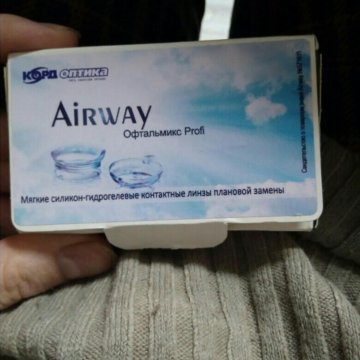 КОРД ОПТИКА
AIRWAY
Офтальмикс Profi
Мягкие силикон-гидрогелевые контактные линзы плановой замены